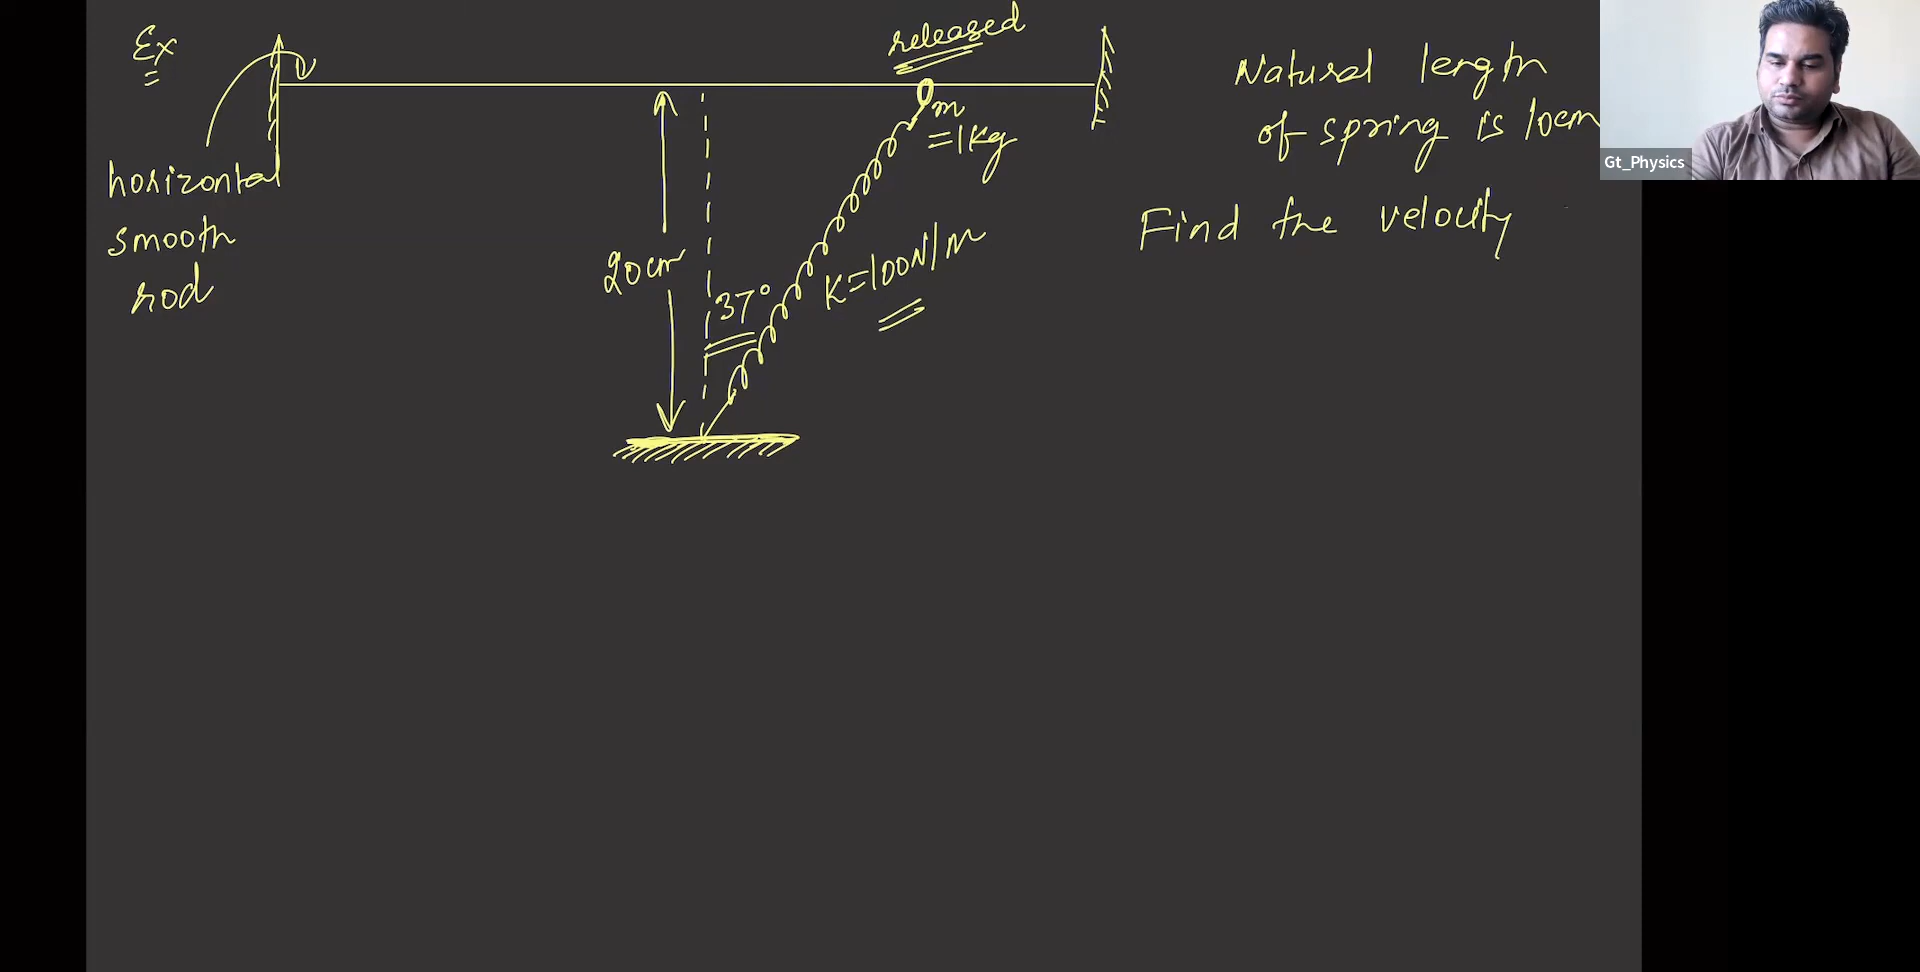 Ex
released
m
=1kg
horizontal
smooth
rod
20cm
37°
K=100N/m
Natural length
of spring is 10cm
Find the velocity
Gt_Physics